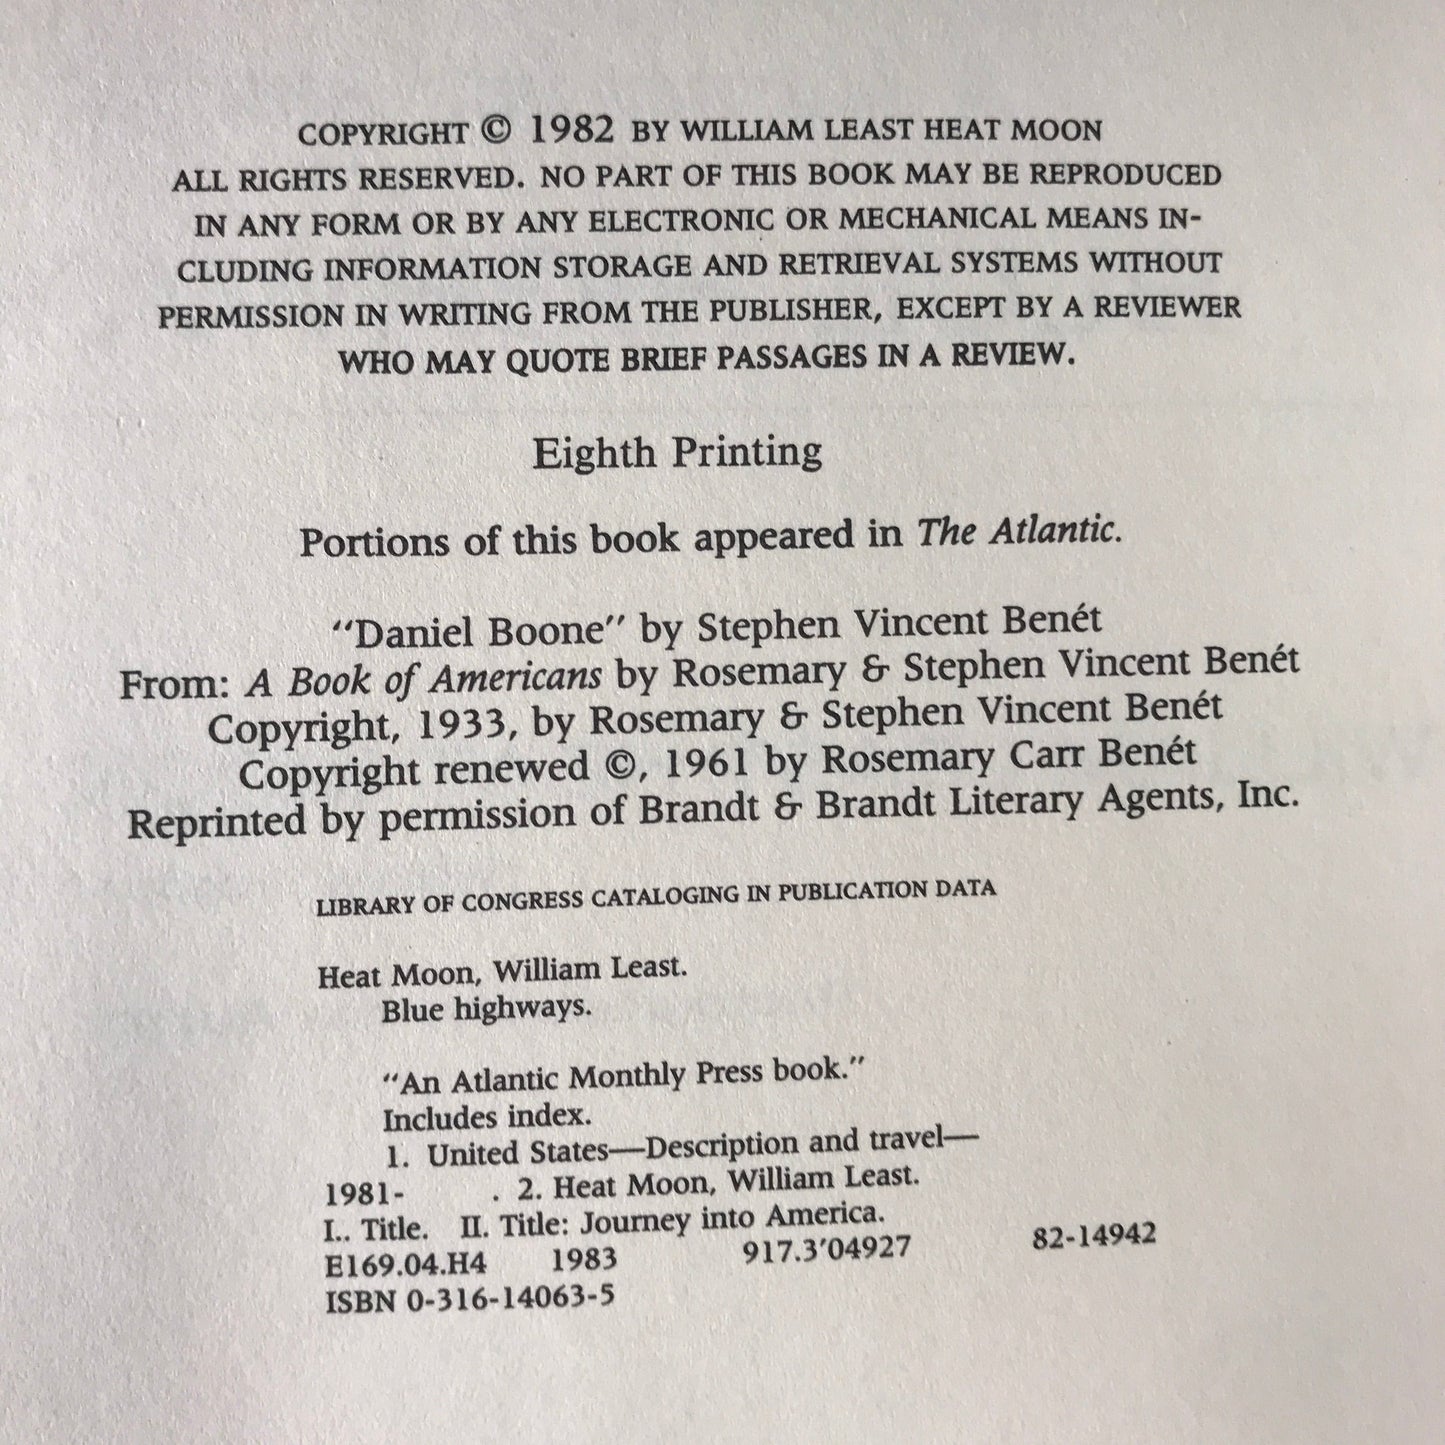 COPYRIGHT © 1982 BY WILLIAM LEAST HEAT MOON
ALL RIGHTS RESERVED. NO PART OF THIS BOOK MAY BE REPRODUCED
IN ANY FORM OR BY ANY ELECTRONIC OR MECHANICAL MEANS IN-
CLUDING INFORMATION STORAGE AND RETRIEVAL SYSTEMS WITHOUT
PERMISSION IN WRITING FROM THE PUBLISHER, EXCEPT BY A REVIEWER
WHO MAY QUOTE BRIEF PASSAGES IN A REVIEW.
Eighth Printing
Portions of this book appeared in The Atlantic.
"Daniel Boone" by Stephen Vincent Benét
From: A Book of Americans by Rosemary & Stephen Vincent Benét
Copyright, 1933, by Rosemary & Stephen Vincent Benét
Copyright renewed ©, 1961 by Rosemary Carr Benét
Reprinted by permission of Brandt & Brandt Literary Agents, Inc.
LIBRARY OF CONGRESS CATALOGING IN PUBLICATION DATA
Heat Moon, William Least.
Blue highways.
"An Atlantic Monthly Press book."
Includes index.
1. United States—Description and travel—
1981- . 2. Heat Moon, William Least.
I.. Title. II. Title: Journey into America.
E169.04.H4 1983 917.3'04927 82-14942
ISBN 0-316-14063-5